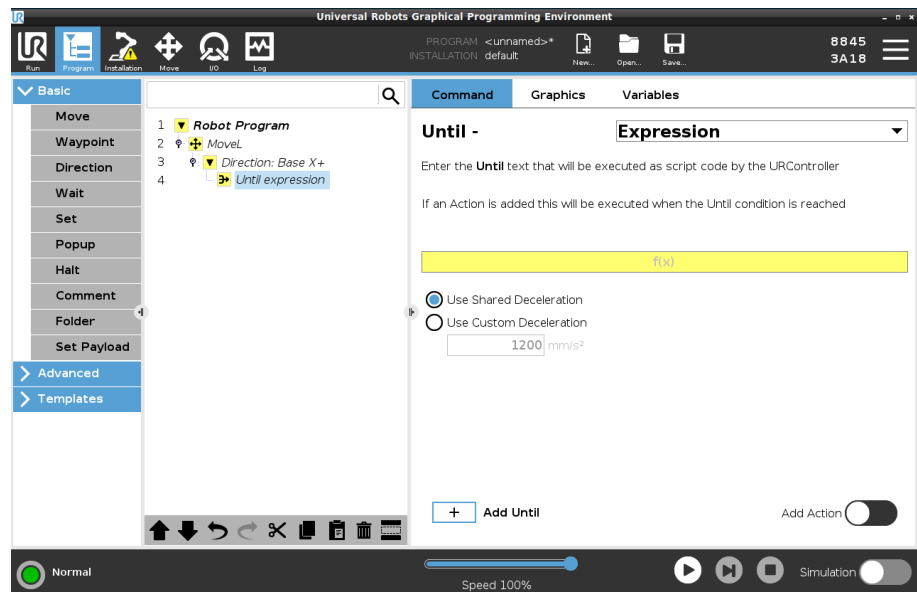 Universal Robots Graphical Programming Environment
UR
Run
Program
Installation
Move
I/O
Log
PROGRAM <unnamed>*
INSTALLATION default
New...
Open...
Save...
8845
3A18
Basic
Move
Waypoint
Direction
Wait
Set
Popup
Halt
Comment
Folder
Set Payload
Advanced
Templates
1 Robot Program
2 MoveL
3 Direction: Base X+
4 Until expression
Command Graphics Variables
Until - Expression
Enter the Until text that will be executed as script code by the URController
If an Action is added this will be executed when the Until condition is reached
f(x)
Use Shared Deceleration
Use Custom Deceleration
1200 mm/s²
+ Add Until
Add Action
Normal
Speed 100%
Simulation